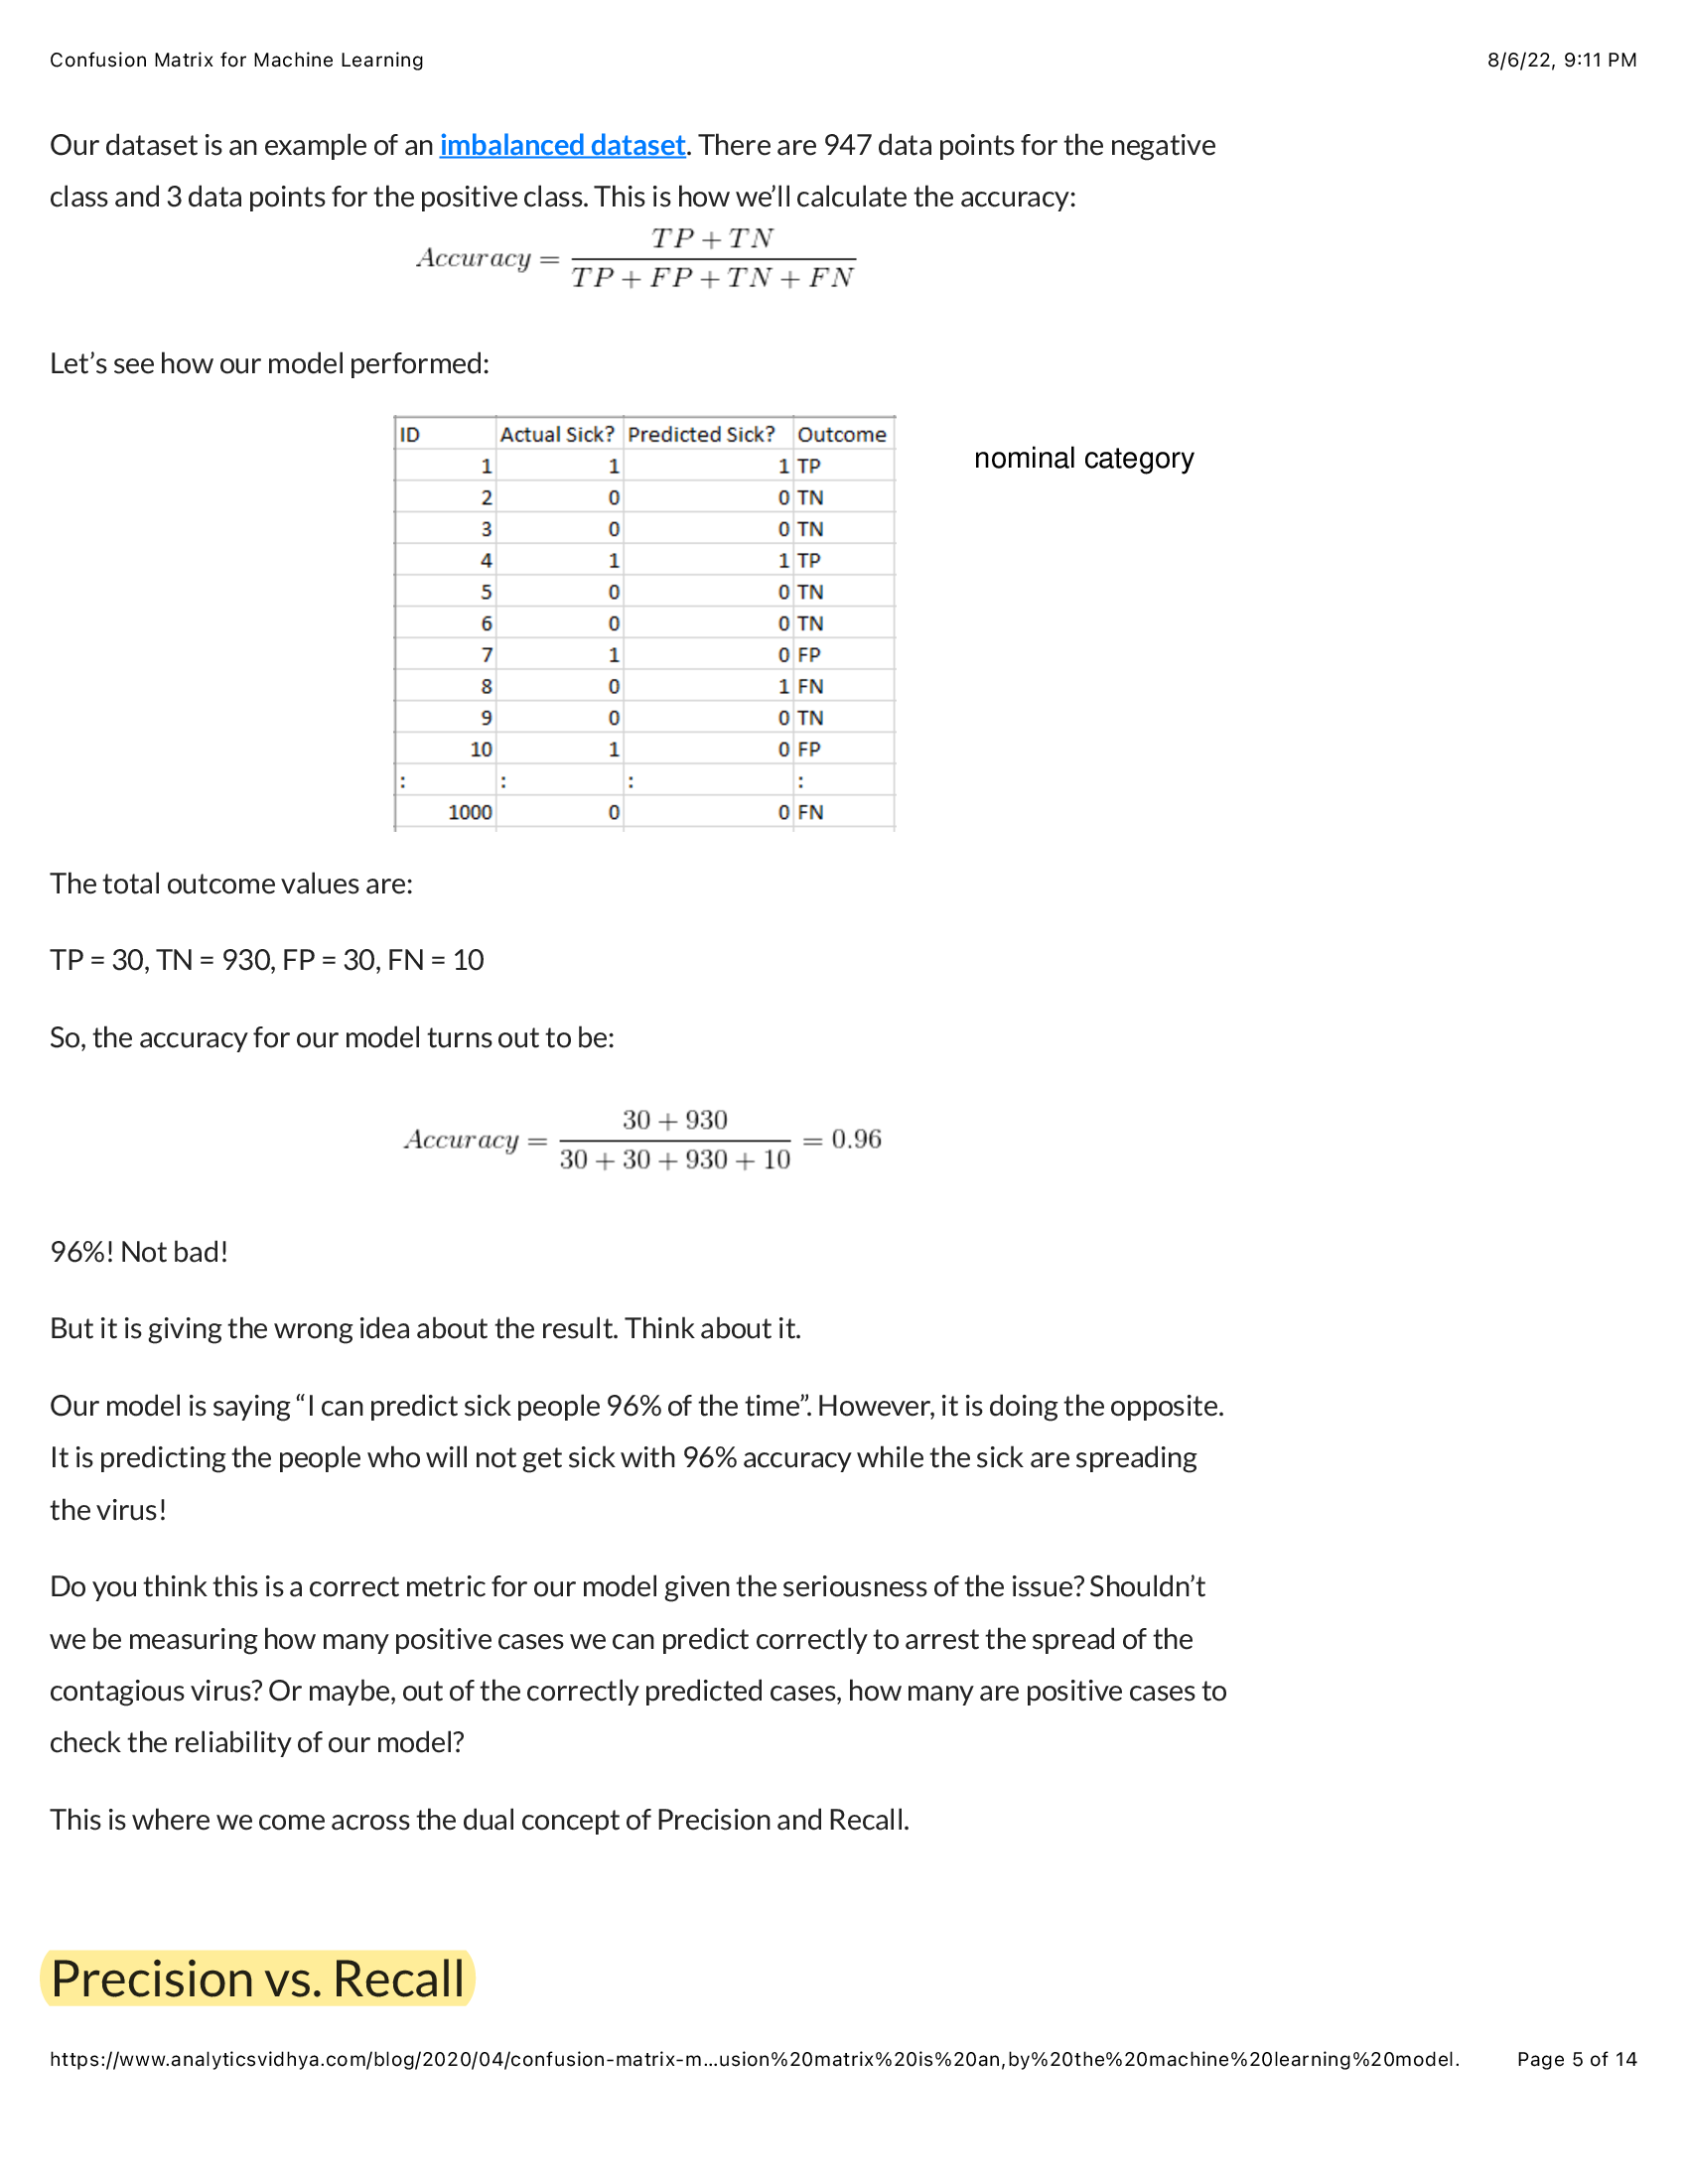 Confusion Matrix for Machine Learning 8/6/22, 9:11 PM
Our dataset is an example of an imbalanced dataset. There are 947 data points for the negative
class and 3 data points for the positive class. This is how we'll calculate the accuracy:
Accuracy = TP + TN / TP + FP + TN + FN
Let's see how our model performed:
ID Actual Sick? Predicted Sick? Outcome
nominal category
1 1 1 TP
2 0 0 TN
3 0 0 TN
4 1 1 TP
5 0 0 TN
6 0 0 TN
7 1 0 FP
8 0 1 FN
9 0 0 TN
10 1 0 FP
: : : :
1000 0 0 FN
The total outcome values are:
TP = 30, TN = 930, FP = 30, FN = 10
So, the accuracy for our model turns out to be:
Accuracy = 30 + 930 / 30 + 30 + 930 + 10 = 0.96
96%! Not bad!
But it is giving the wrong idea about the result. Think about it.
Our model is saying “I can predict sick people 96% of the time”. However, it is doing the opposite.
It is predicting the people who will not get sick with 96% accuracy while the sick are spreading
the virus!
Do you think this is a correct metric for our model given the seriousness of the issue? Shouldn't
we be measuring how many positive cases we can predict correctly to arrest the spread of the
contagious virus? Or maybe, out of the correctly predicted cases, how many are positive cases to
check the reliability of our model?
This is where we come across the dual concept of Precision and Recall.
Precision vs. Recall
https://www.analyticsvidhya.com/blog/2020/04/confusion-matrix-m…usion%20matrix%20is%20an,by%20the%20machine%20learning%20model. Page 5 of 14